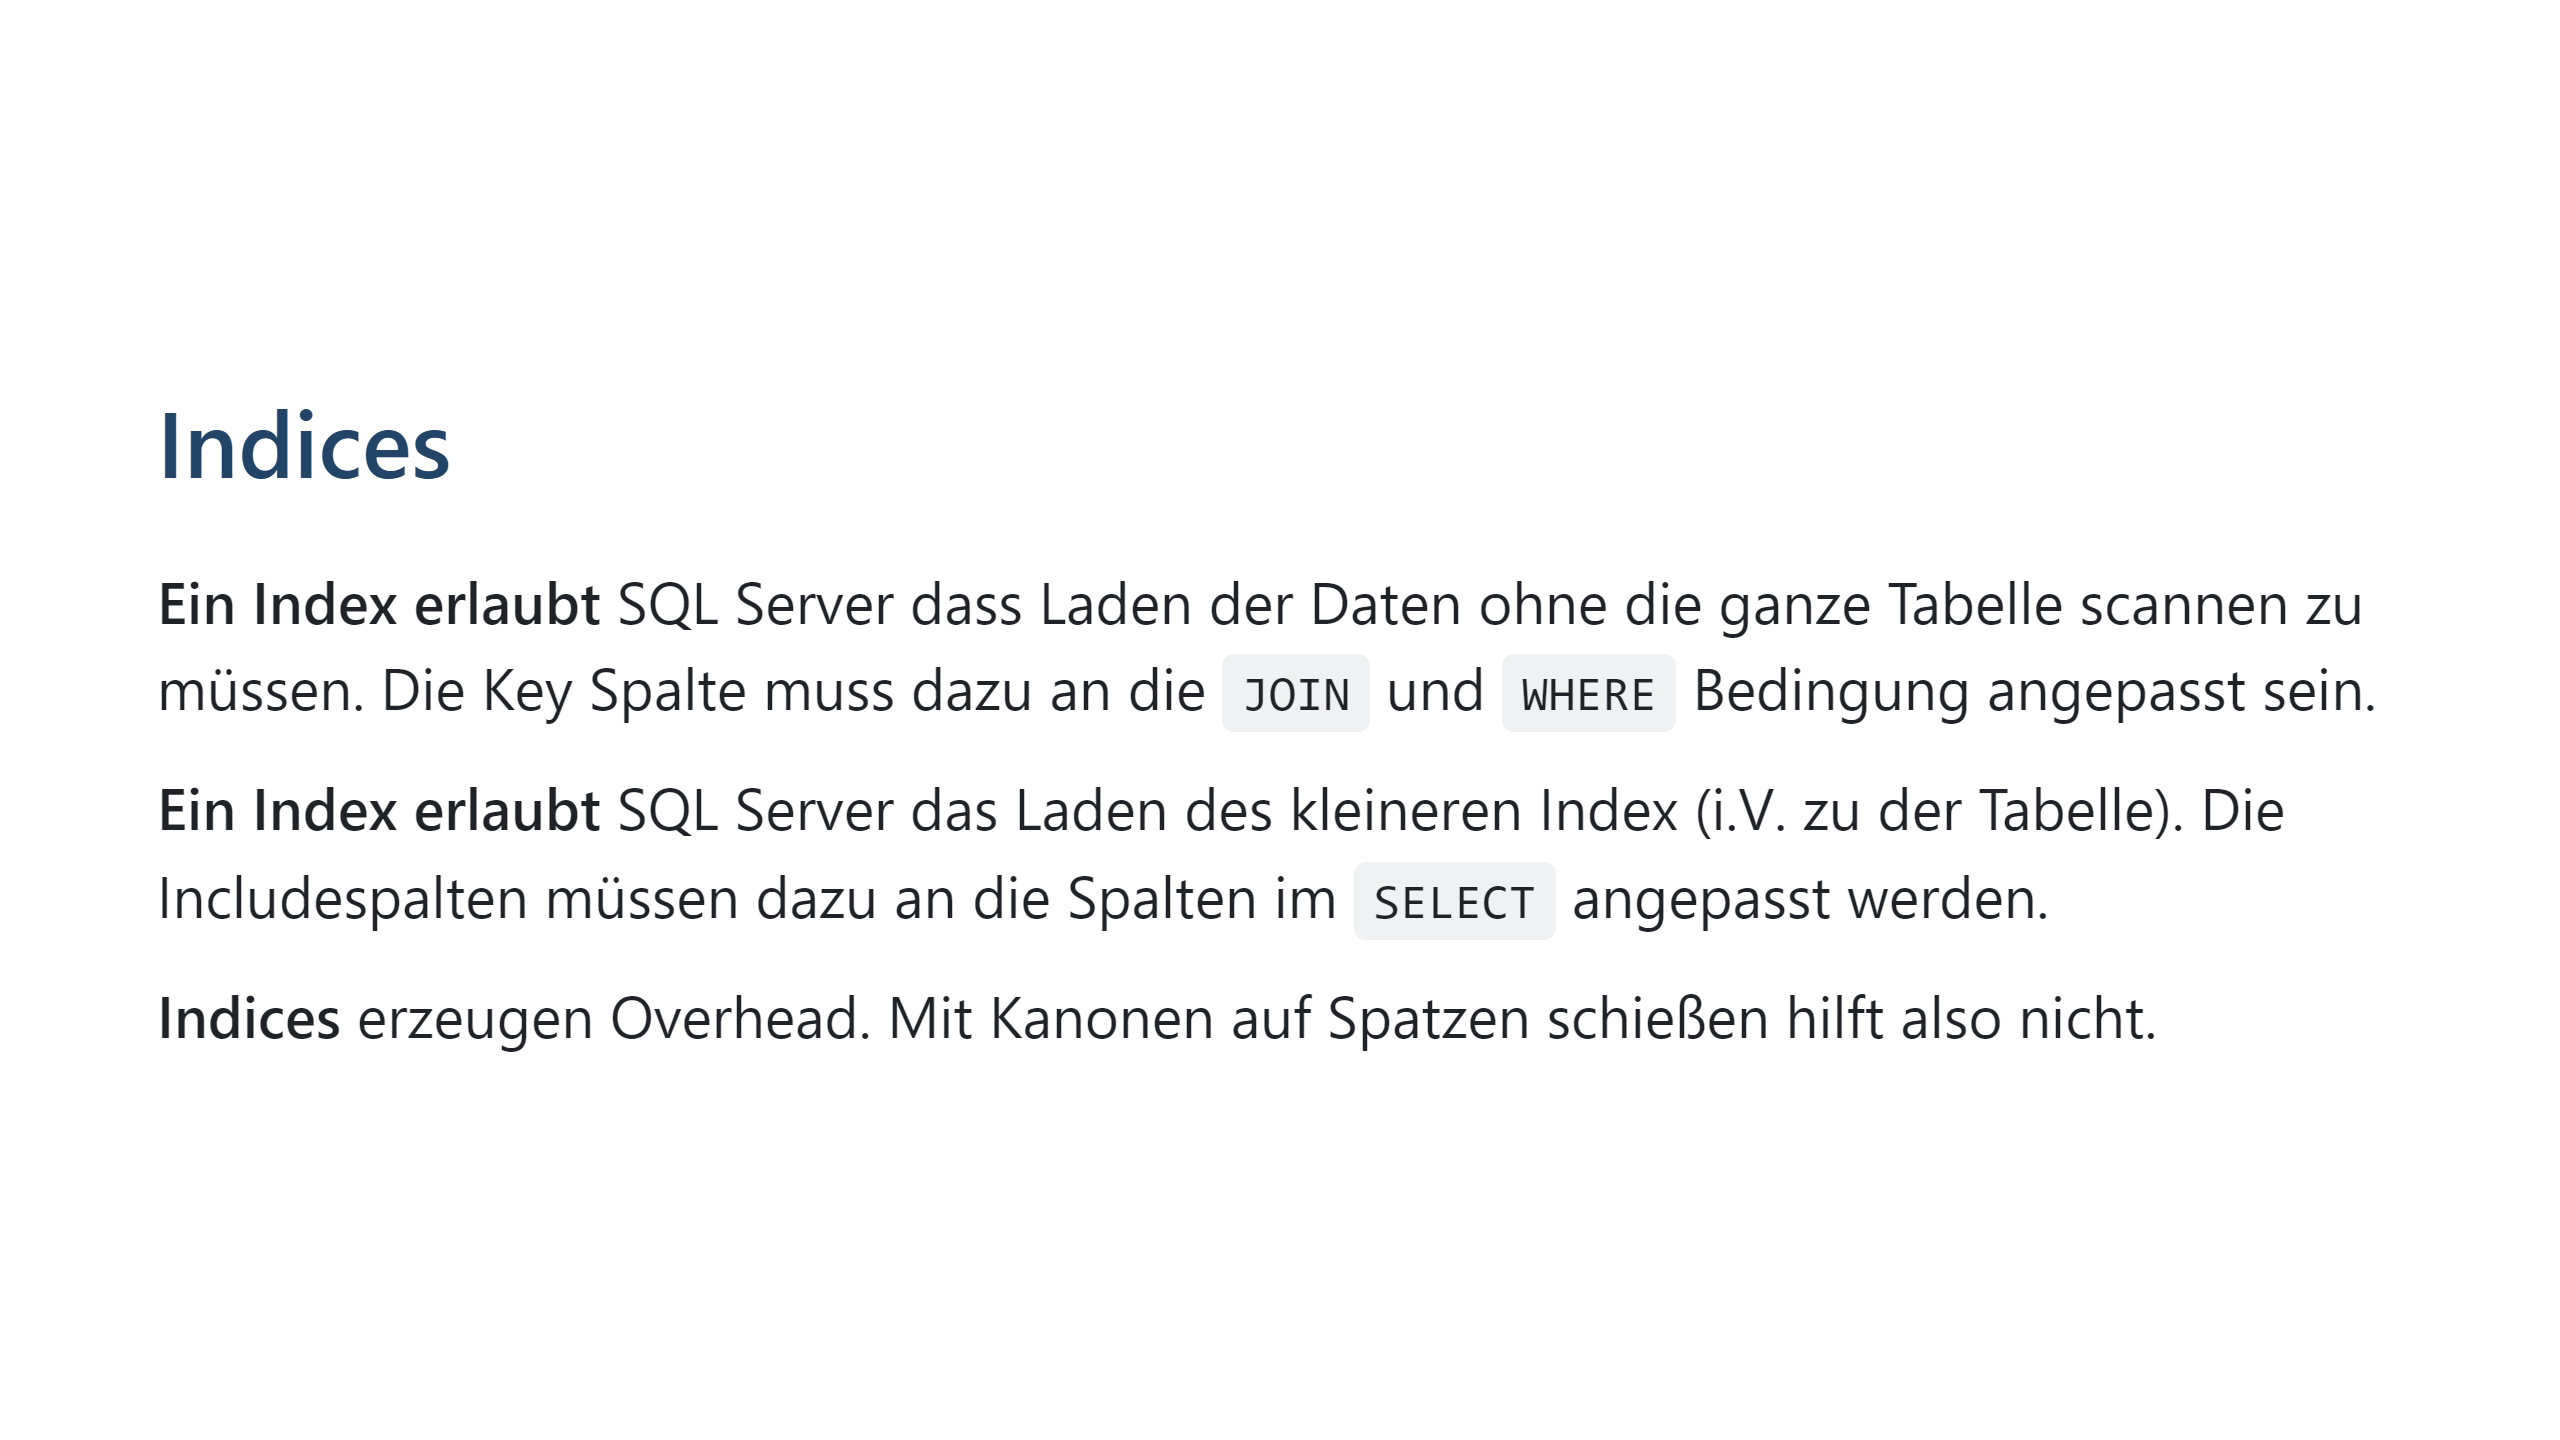 Indices
Ein Index erlaubt SQL Server dass Laden der Daten ohne die ganze Tabelle scannen zu
müssen. Die Key Spalte muss dazu an die JOIN und WHERE Bedingung angepasst sein.
Ein Index erlaubt SQL Server das Laden des kleineren Index (i.V. zu der Tabelle). Die
Includespalten müssen dazu an die Spalten im SELECT angepasst werden.
Indices erzeugen Overhead. Mit Kanonen auf Spatzen schießen hilft also nicht.